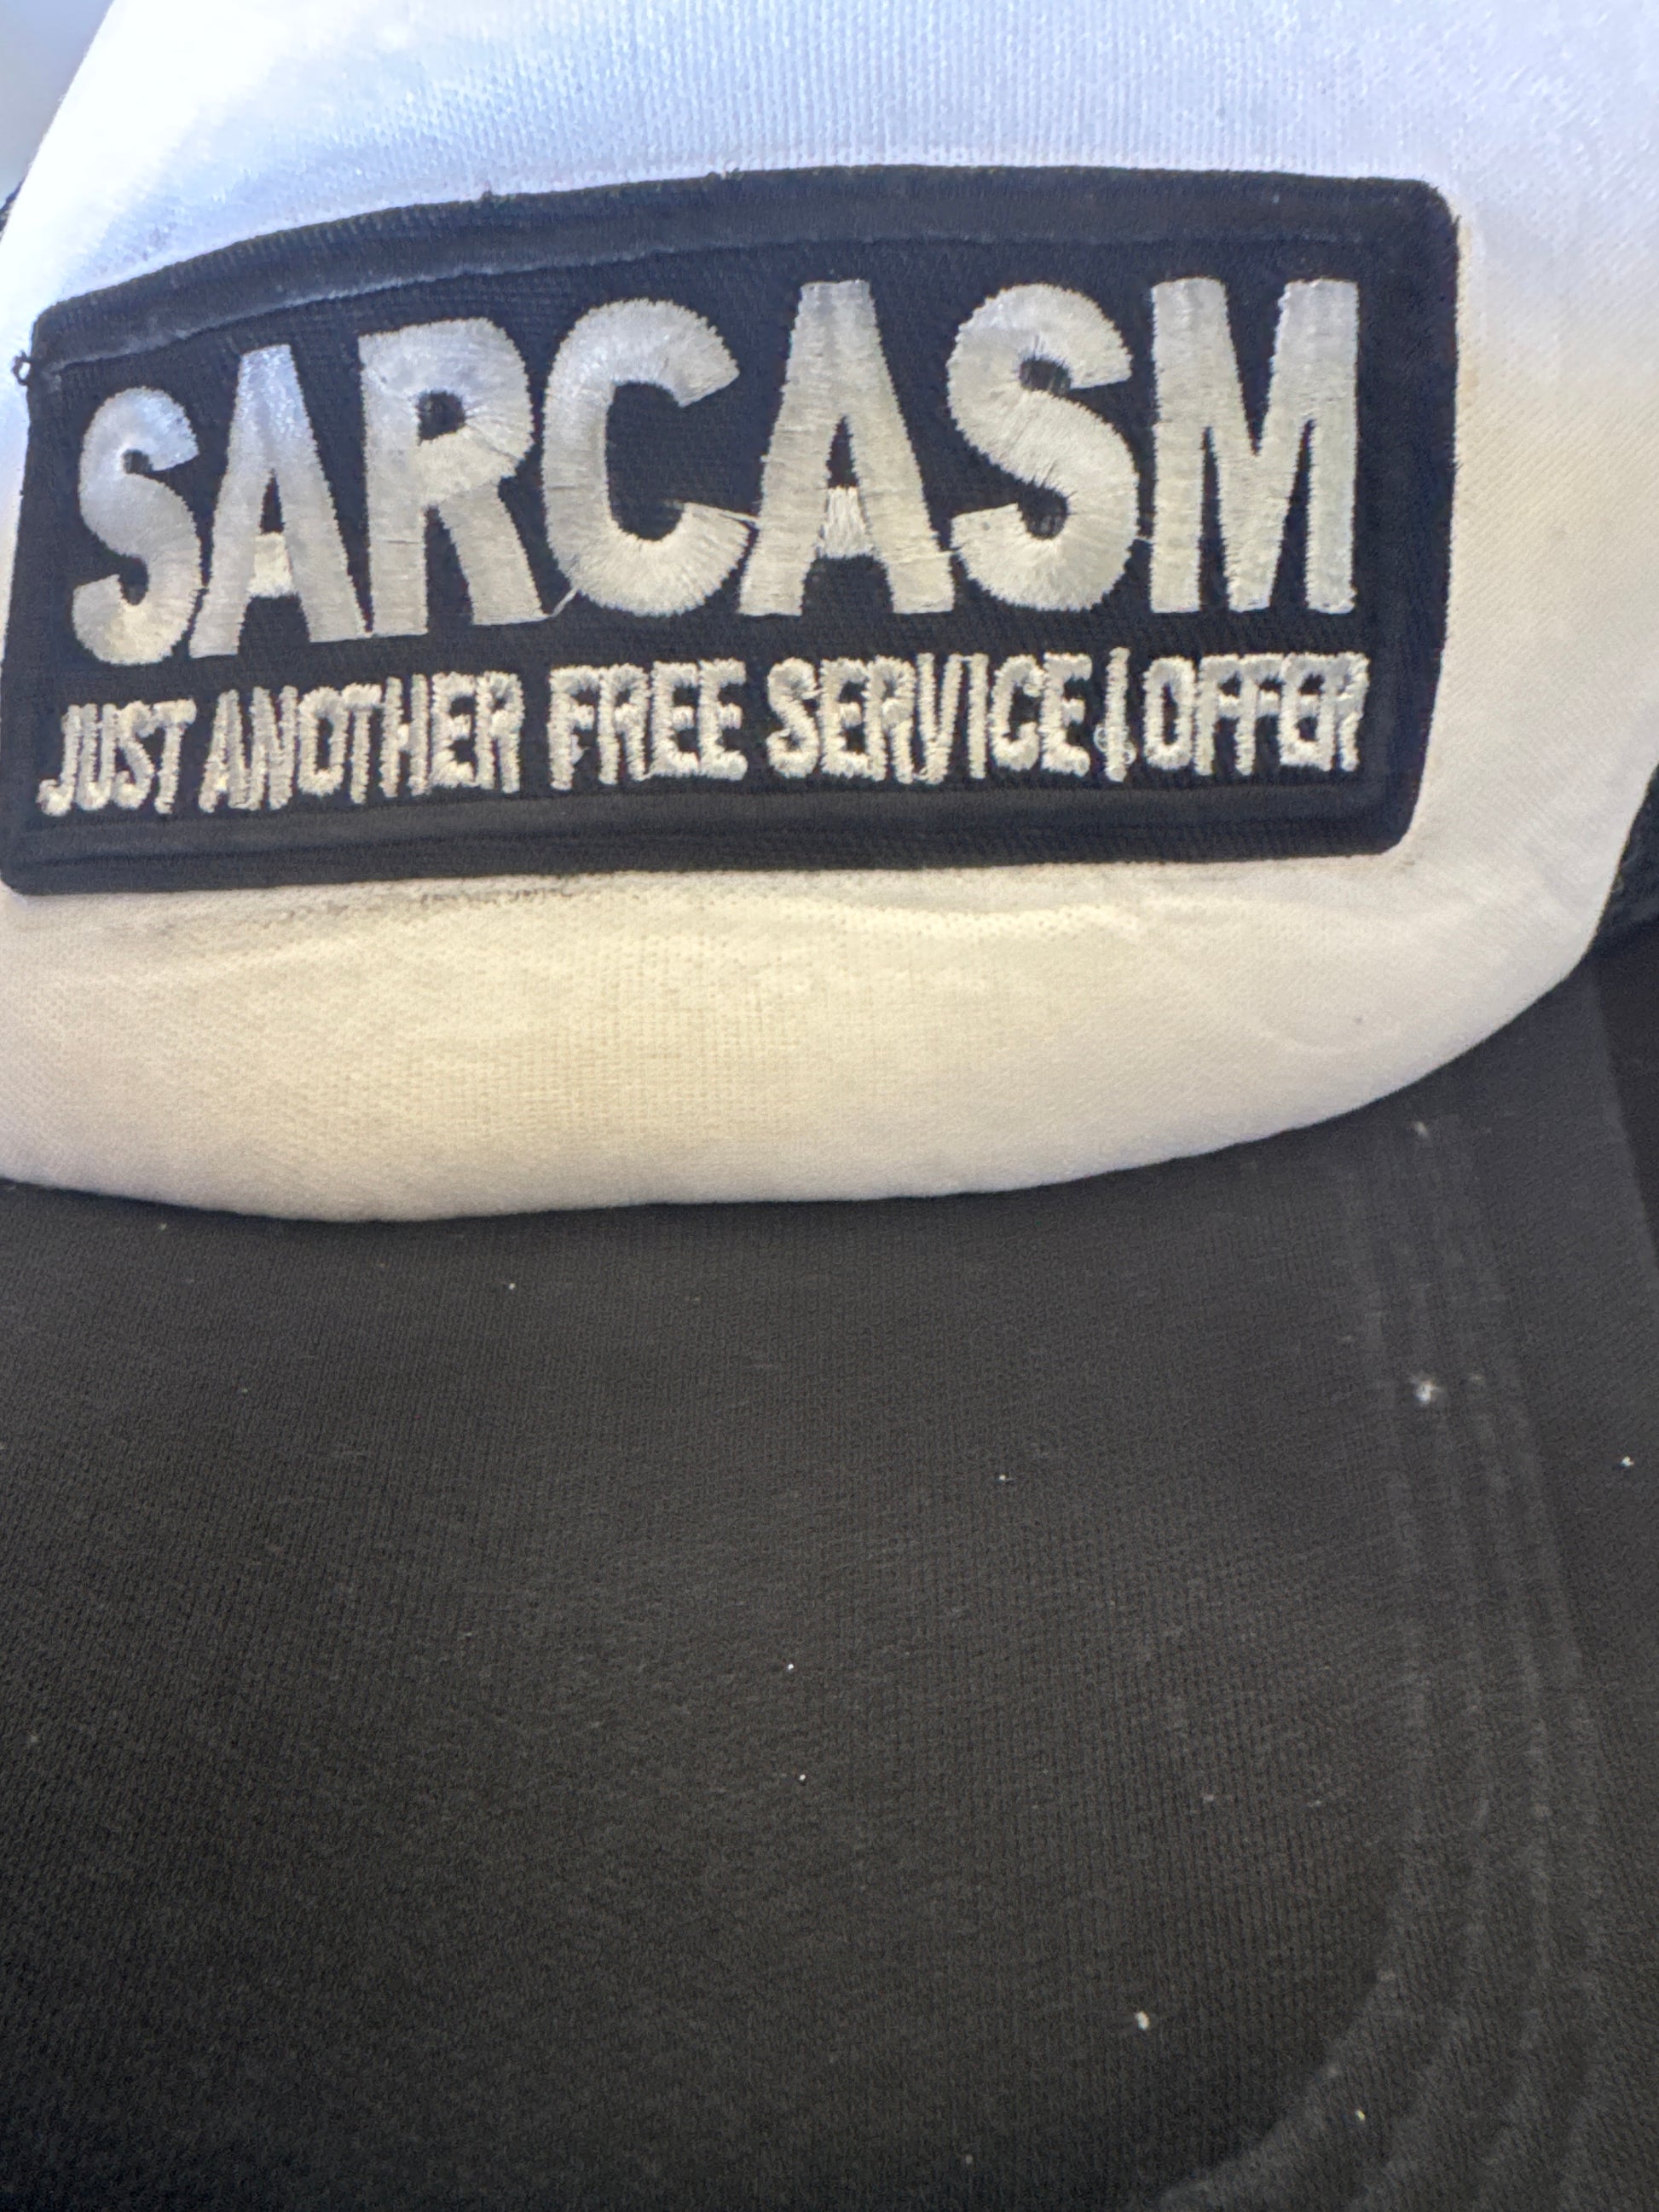 SARCASM
JUST ANOTHER FREE SERVICE I OFFER